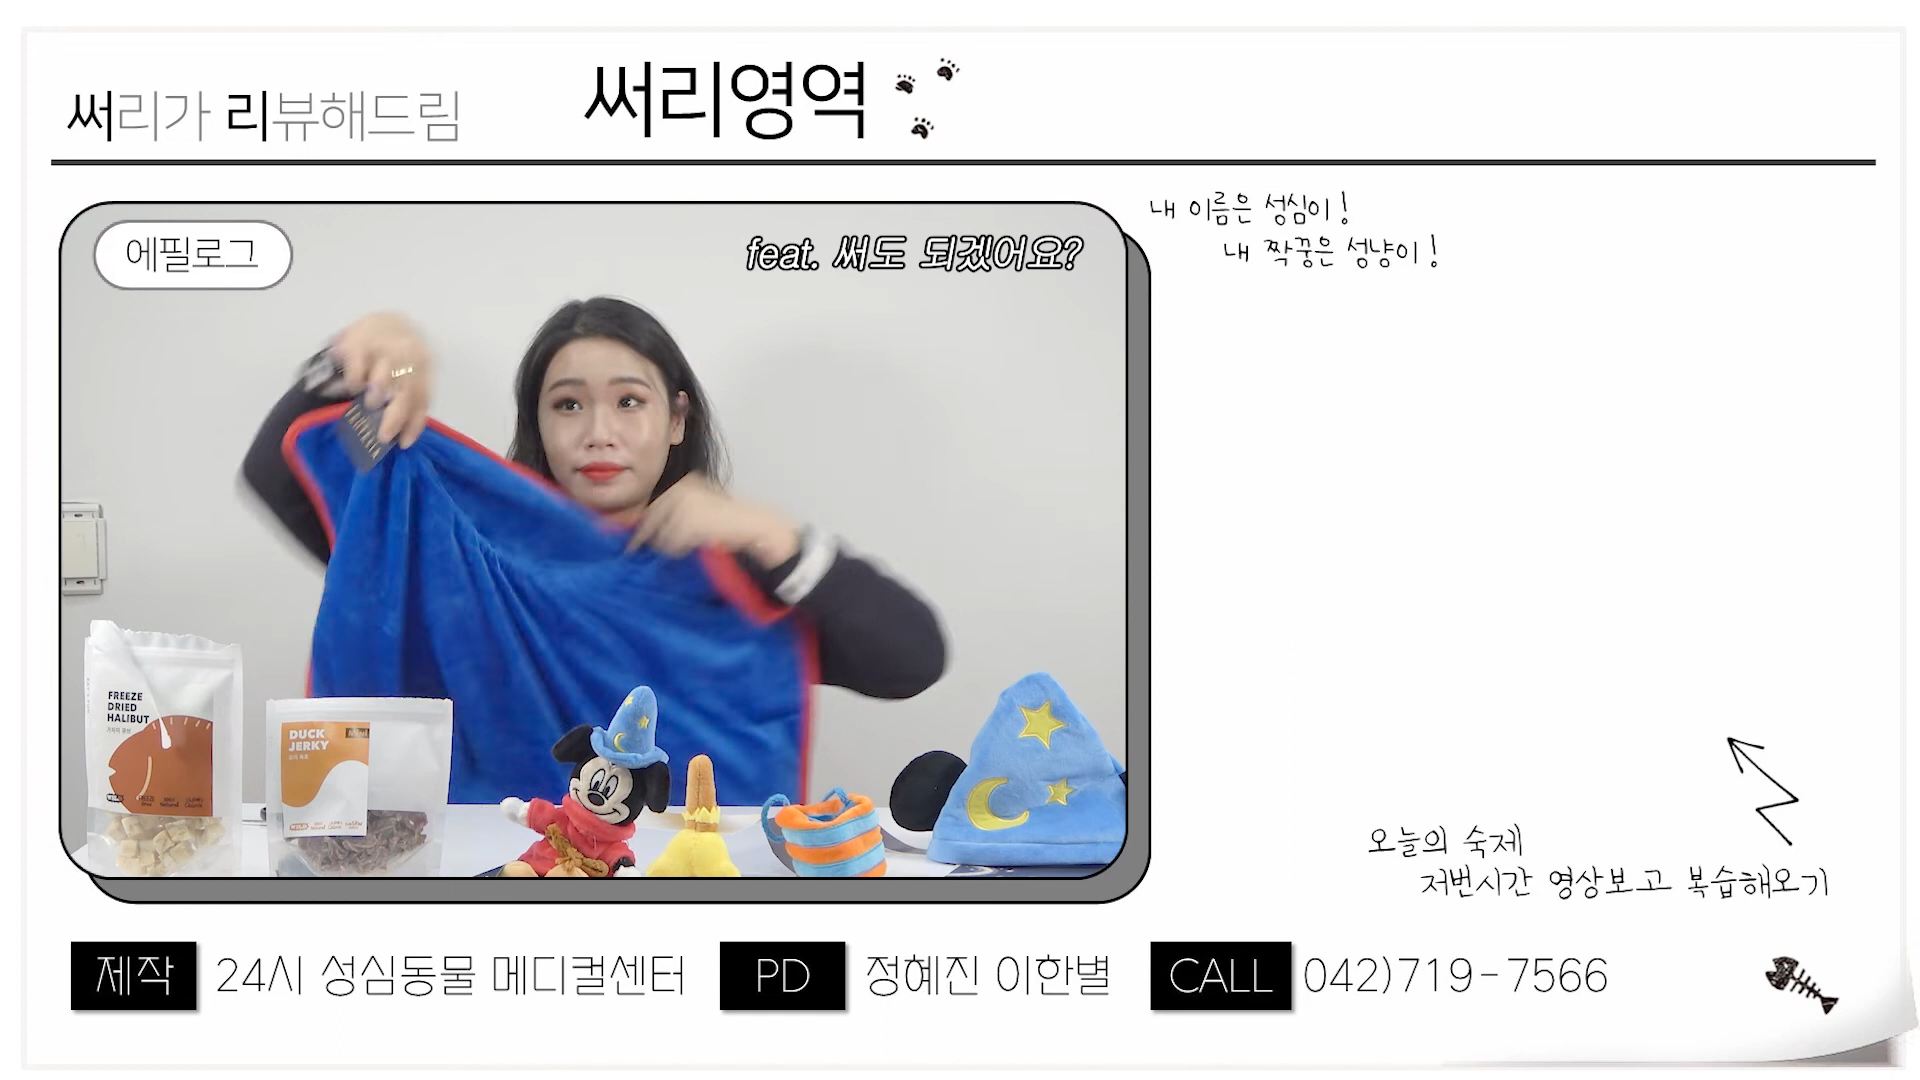 써리가 리뷰해드림
써리영역
에필로그
feat. 써도 되겠어요?
내 이름은 성심이!
내 짝꿍은 성냥이!
FREEZE
DRIED
HALIBUT
DUCK
JERKY
오늘의 숙제
저번시간 영상보고 복습해오기
제작 24시 성심동물 메디컬센터 PD 정혜진 이한별 CALL 042)719-7566